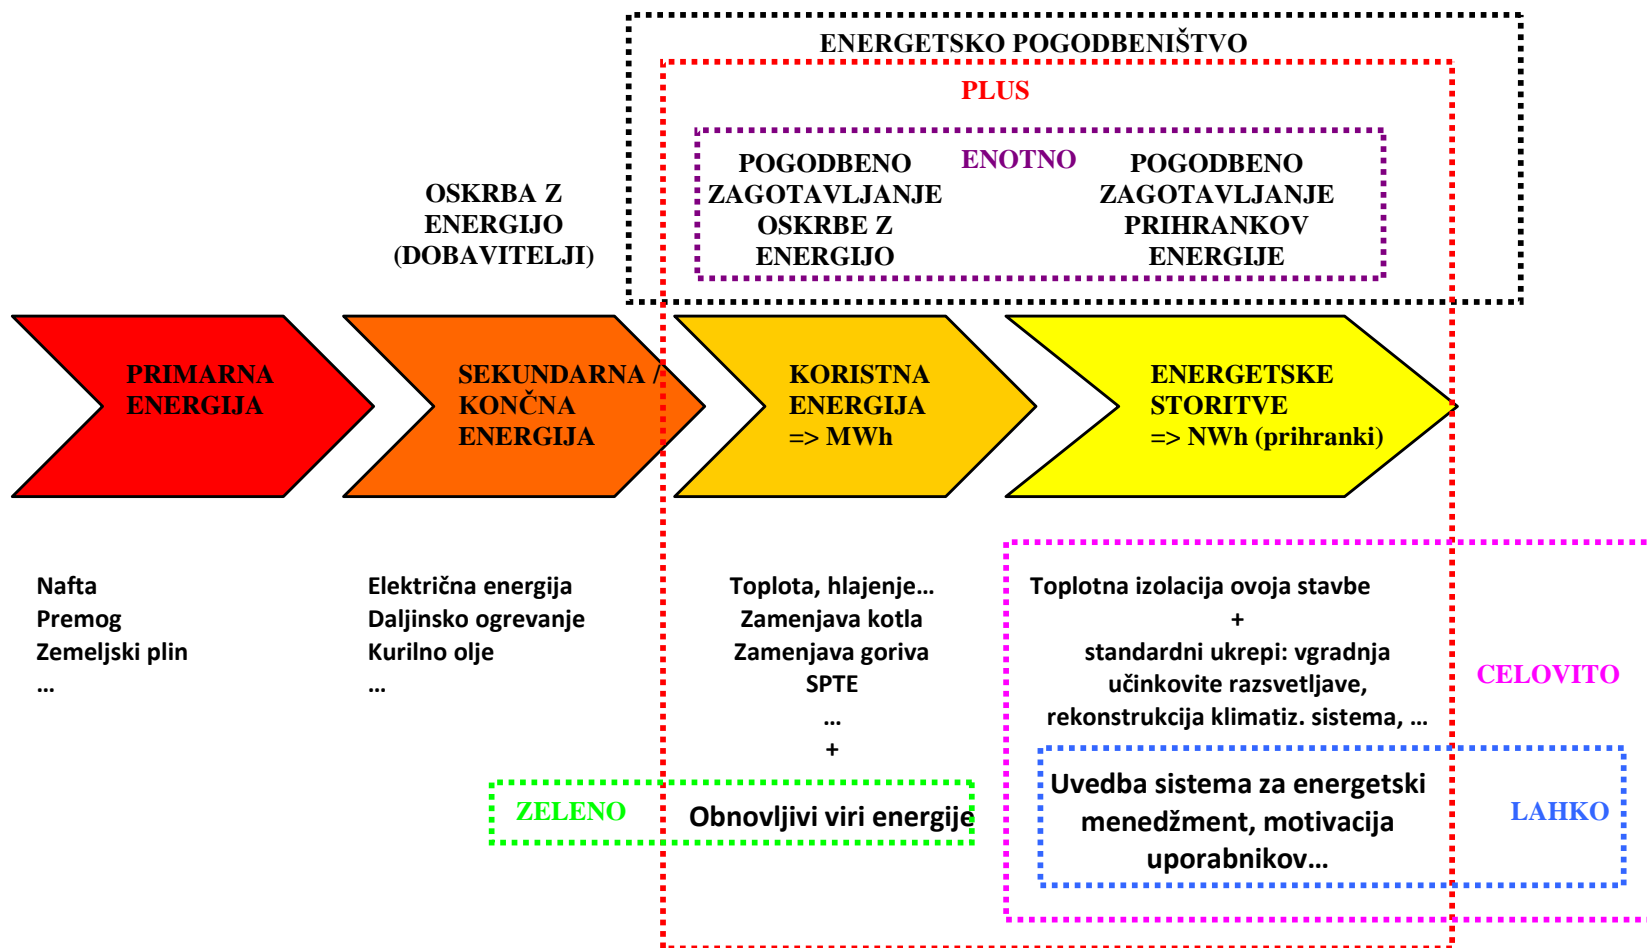 ENERGETSKO POGODBENIŠTVO
PLUS
ENOTNO
POGODBENO
ZAGOTAVLJANJE
OSKRBE Z
ENERGIJO
POGODBENO
ZAGOTAVLJANJE
PRIHRANKOV
ENERGIJE
OSKRBA Z
ENERGIJO
(DOBAVITELJI)
PRIMARNA
ENERGIJA
SEKUNDARNA /
KONČNA
ENERGIJA
KORISTNA
ENERGIJA
=> MWh
ENERGETSKE
STORITVE
=> NWh (prihranki)
Nafta
Premog
Zemeljski plin
...
Električna energija
Daljinsko ogrevanje
Kurilno olje
...
Toplota, hlajenje...
Zamenjava kotla
Zamenjava goriva
SPTE
...
+
ZELENO
Obnovljivi viri energije
Toplotna izolacija ovoja stavbe
+
standardni ukrepi: vgradnja
učinkovite razsvetljave,
rekonstrukcija klimatiz. sistema, ...
CELOVITO
Uvedba sistema za energetski
menedžment, motivacija
uporabnikov...
LAHKO